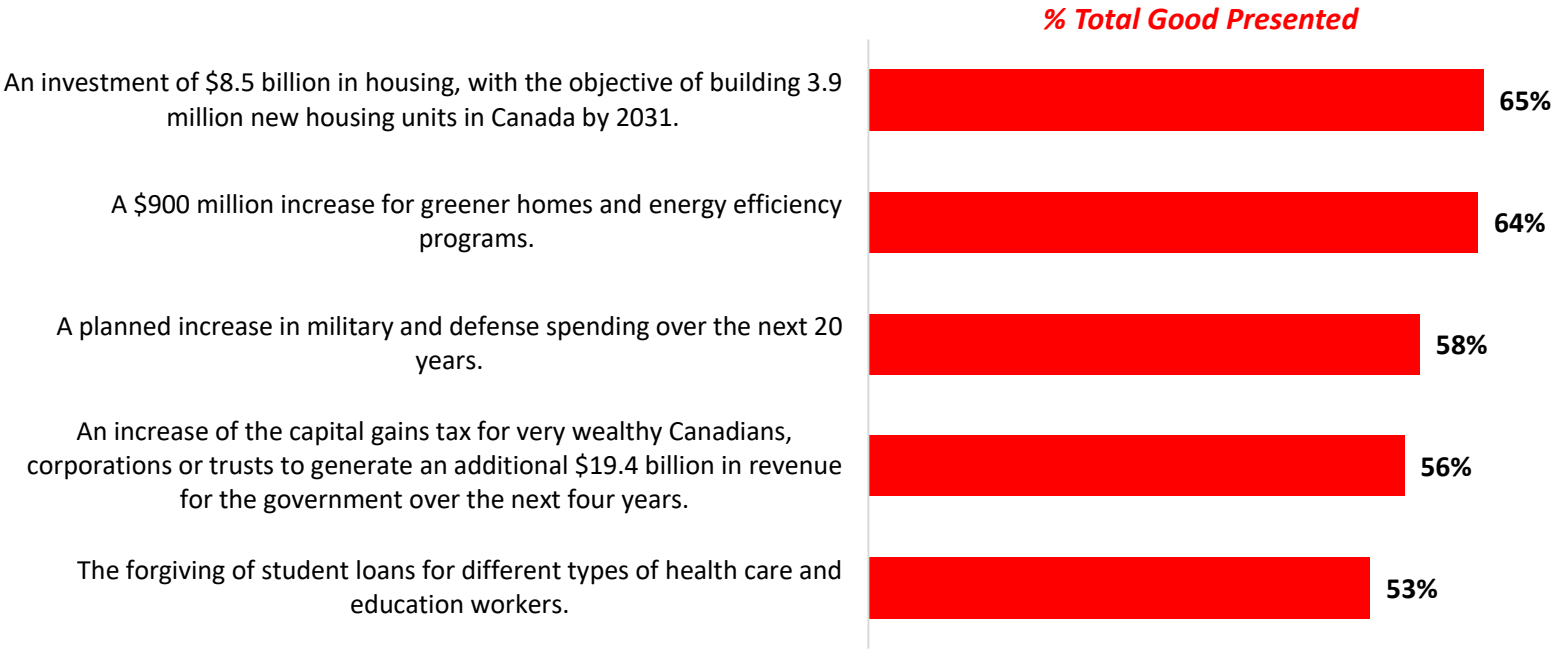 % Total Good Presented
An investment of $8.5 billion in housing, with the objective of building 3.9
million new housing units in Canada by 2031.
65%
A $900 million increase for greener homes and energy efficiency
programs.
64%
A planned increase in military and defense spending over the next 20
years.
58%
An increase of the capital gains tax for very wealthy Canadians,
corporations or trusts to generate an additional $19.4 billion in revenue
for the government over the next four years.
56%
The forgiving of student loans for different types of health care and
education workers.
53%